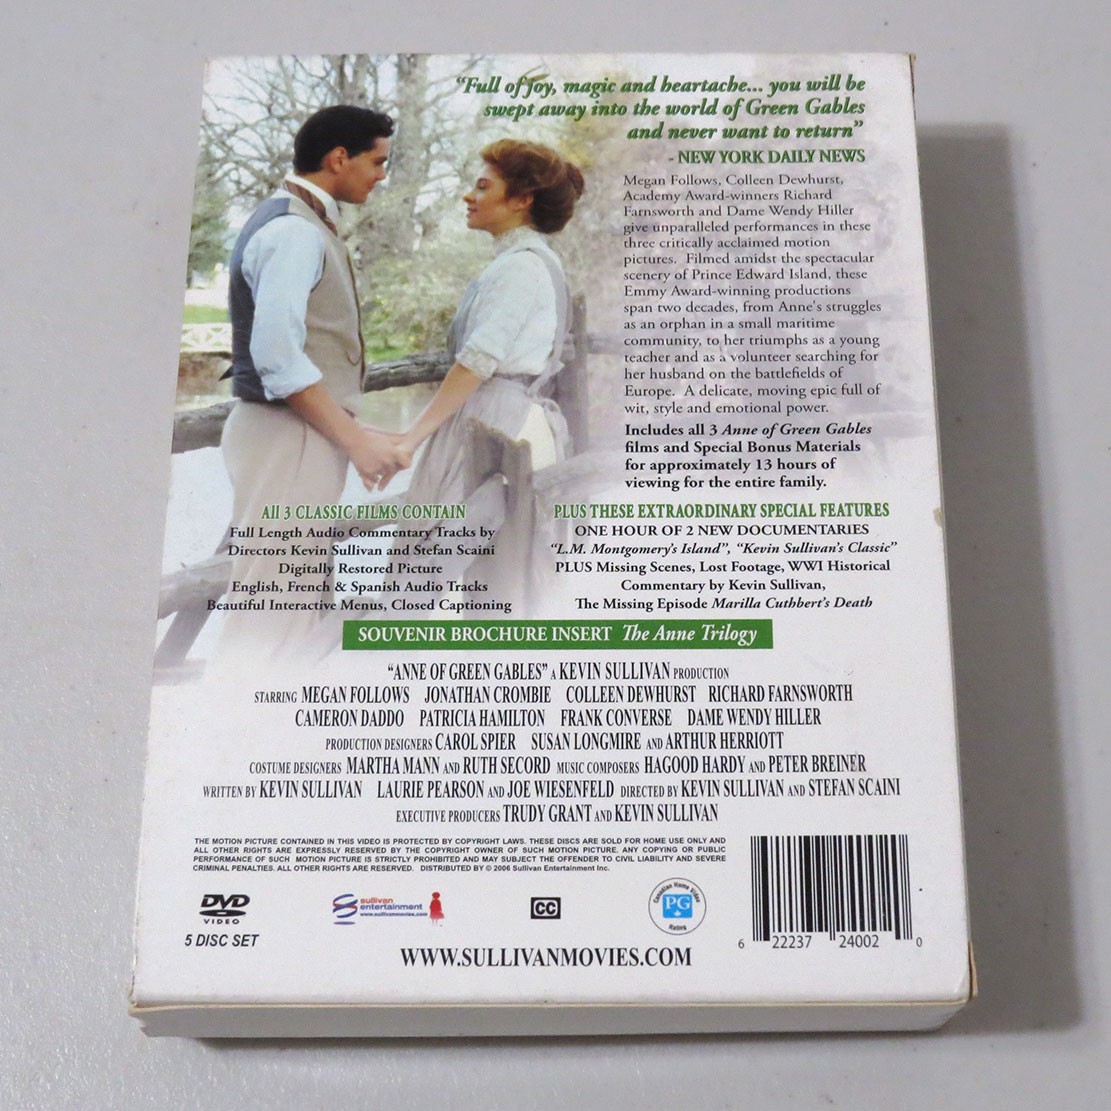 “Full of joy, magic and heartache... you will be
swept away into the world of Green Gables
and never want to return”
- NEW YORK DAILY NEWS
Megan Follows, Colleen Dewhurst,
Academy Award-winners Richard
Farnsworth and Dame Wendy Hiller
give unparalleled performances in these
three critically acclaimed motion
pictures. Filmed amidst the spectacular
scenery of Prince Edward Island, these
Emmy Award-winning productions
span two decades, from Anne's struggles
as an orphan in a small maritime
community, to her triumphs as a young
teacher and as a volunteer searching for
her husband on the battlefields of
Europe. A delicate, moving epic full of
wit, style and emotional power.
Includes all 3 Anne of Green Gables
films and Special Bonus Materials
for approximately 13 hours of
viewing for the entire family.
All 3 CLASSIC FILMS CONTAIN
Full Length Audio Commentary Tracks by
Directors Kevin Sullivan and Stefan Scaini
Digitally Restored Picture
English, French & Spanish Audio Tracks
Beautiful Interactive Menus, Closed Captioning
PLUS THESE EXTRAORDINARY SPECIAL FEATURES
ONE HOUR OF 2 NEW DOCUMENTARIES
“L.M. Montgomery's Island”, “Kevin Sullivan's Classic”
PLUS Missing Scenes, Lost Footage, WWI Historical
Commentary by Kevin Sullivan,
The Missing Episode Marilla Cuthbert's Death
SOUVENIR BROCHURE INSERT The Anne Trilogy
“ANNE OF GREEN GABLES” A KEVIN SULLIVAN PRODUCTION
STARRING MEGAN FOLLOWS JONATHAN CROMBIE COLLEEN DEWHURST RICHARD FARNSWORTH
CAMERON DADDO PATRICIA HAMILTON FRANK CONVERSE DAME WENDY HILLER
PRODUCTION DESIGNERS CAROL SPIER SUSAN LONGMIRE AND ARTHUR HERRIOTT
COSTUME DESIGNERS MARTHA MANN AND RUTH SECORD MUSIC COMPOSERS HAGOOD HARDY AND PETER BREINER
WRITTEN BY KEVIN SULLIVAN LAURIE PEARSON AND JOE WIESENFELD DIRECTED BY KEVIN SULLIVAN AND STEFAN SCAINI
EXECUTIVE PRODUCERS TRUDY GRANT AND KEVIN SULLIVAN
THE MOTION PICTURE CONTAINED IN THIS VIDEO IS PROTECTED BY COPYRIGHT LAWS. THESE DISCS ARE SOLD FOR HOME USE ONLY AND
ALL OTHER RIGHTS ARE EXPRESSLY RESERVED BY THE COPYRIGHT OWNER OF SUCH MOTION PICTURE. ANY COPYING OR PUBLIC
PERFORMANCE OF SUCH MOTION PICTURE IS STRICTLY PROHIBITED AND MAY SUBJECT THE OFFENDER TO CIVIL LIABILITY AND SEVERE
CRIMINAL PENALTIES. ALL OTHER RIGHTS ARE RESERVED. DISTRIBUTED BY © 2006 Sullivan Entertainment Inc.
DVD
VIDEO
5 DISC SET
sullivan
entertainment
www.sullivanmovies.com
CC
Canadian Home Video
PG
Rating
WWW.SULLIVANMOVIES.COM
6 22237 24002 0